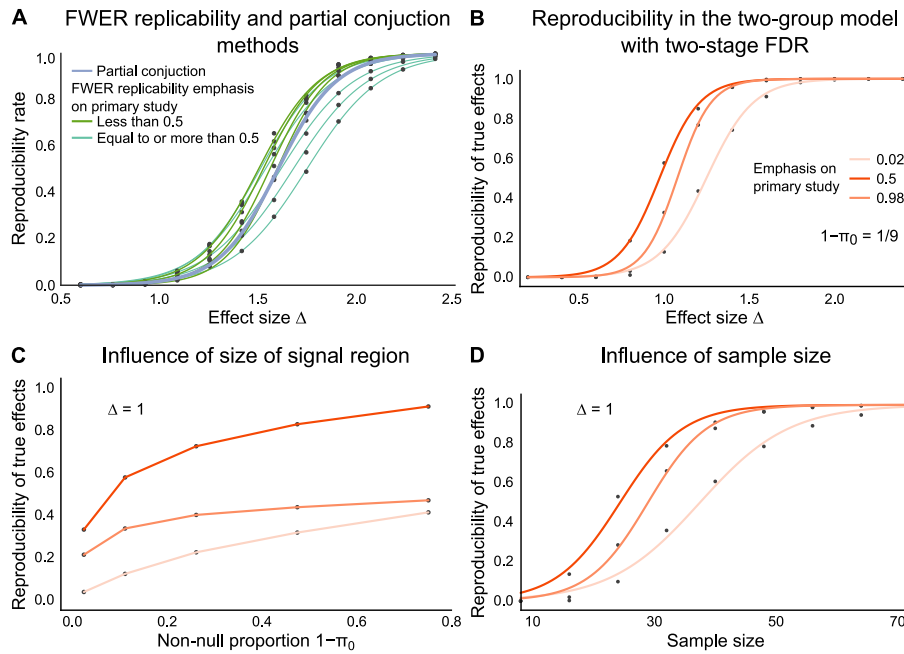 A
FWER replicability and partial conjuction
methods
Reproducibility rate
1.0
0.8
0.6
0.4
0.2
0.0
Partial conjuction
FWER replicability emphasis
on primary study
Less than 0.5
Equal to or more than 0.5
0.5
1.0
1.5
2.0
2.5
Effect size Δ
B
Reproducibility in the two-group model
with two-stage FDR
Reproducibility of true effects
1.0
0.8
0.6
0.4
0.2
0.0
Emphasis on
primary study
0.02
0.5
0.98
1−π0 = 1/9
0.6
1.0
1.4
2.0
Effect size Δ
C
Influence of size of signal region
Reproducibility of true effects
1.0
0.8
0.6
0.4
0.2
0.0
Δ = 1
0.0
0.2
0.4
0.6
0.8
Non-null proportion 1−π0
D
Influence of sample size
Reproducibility of true effects
1.0
0.8
0.6
0.4
0.2
0.0
Δ = 1
10
30
50
70
Sample size